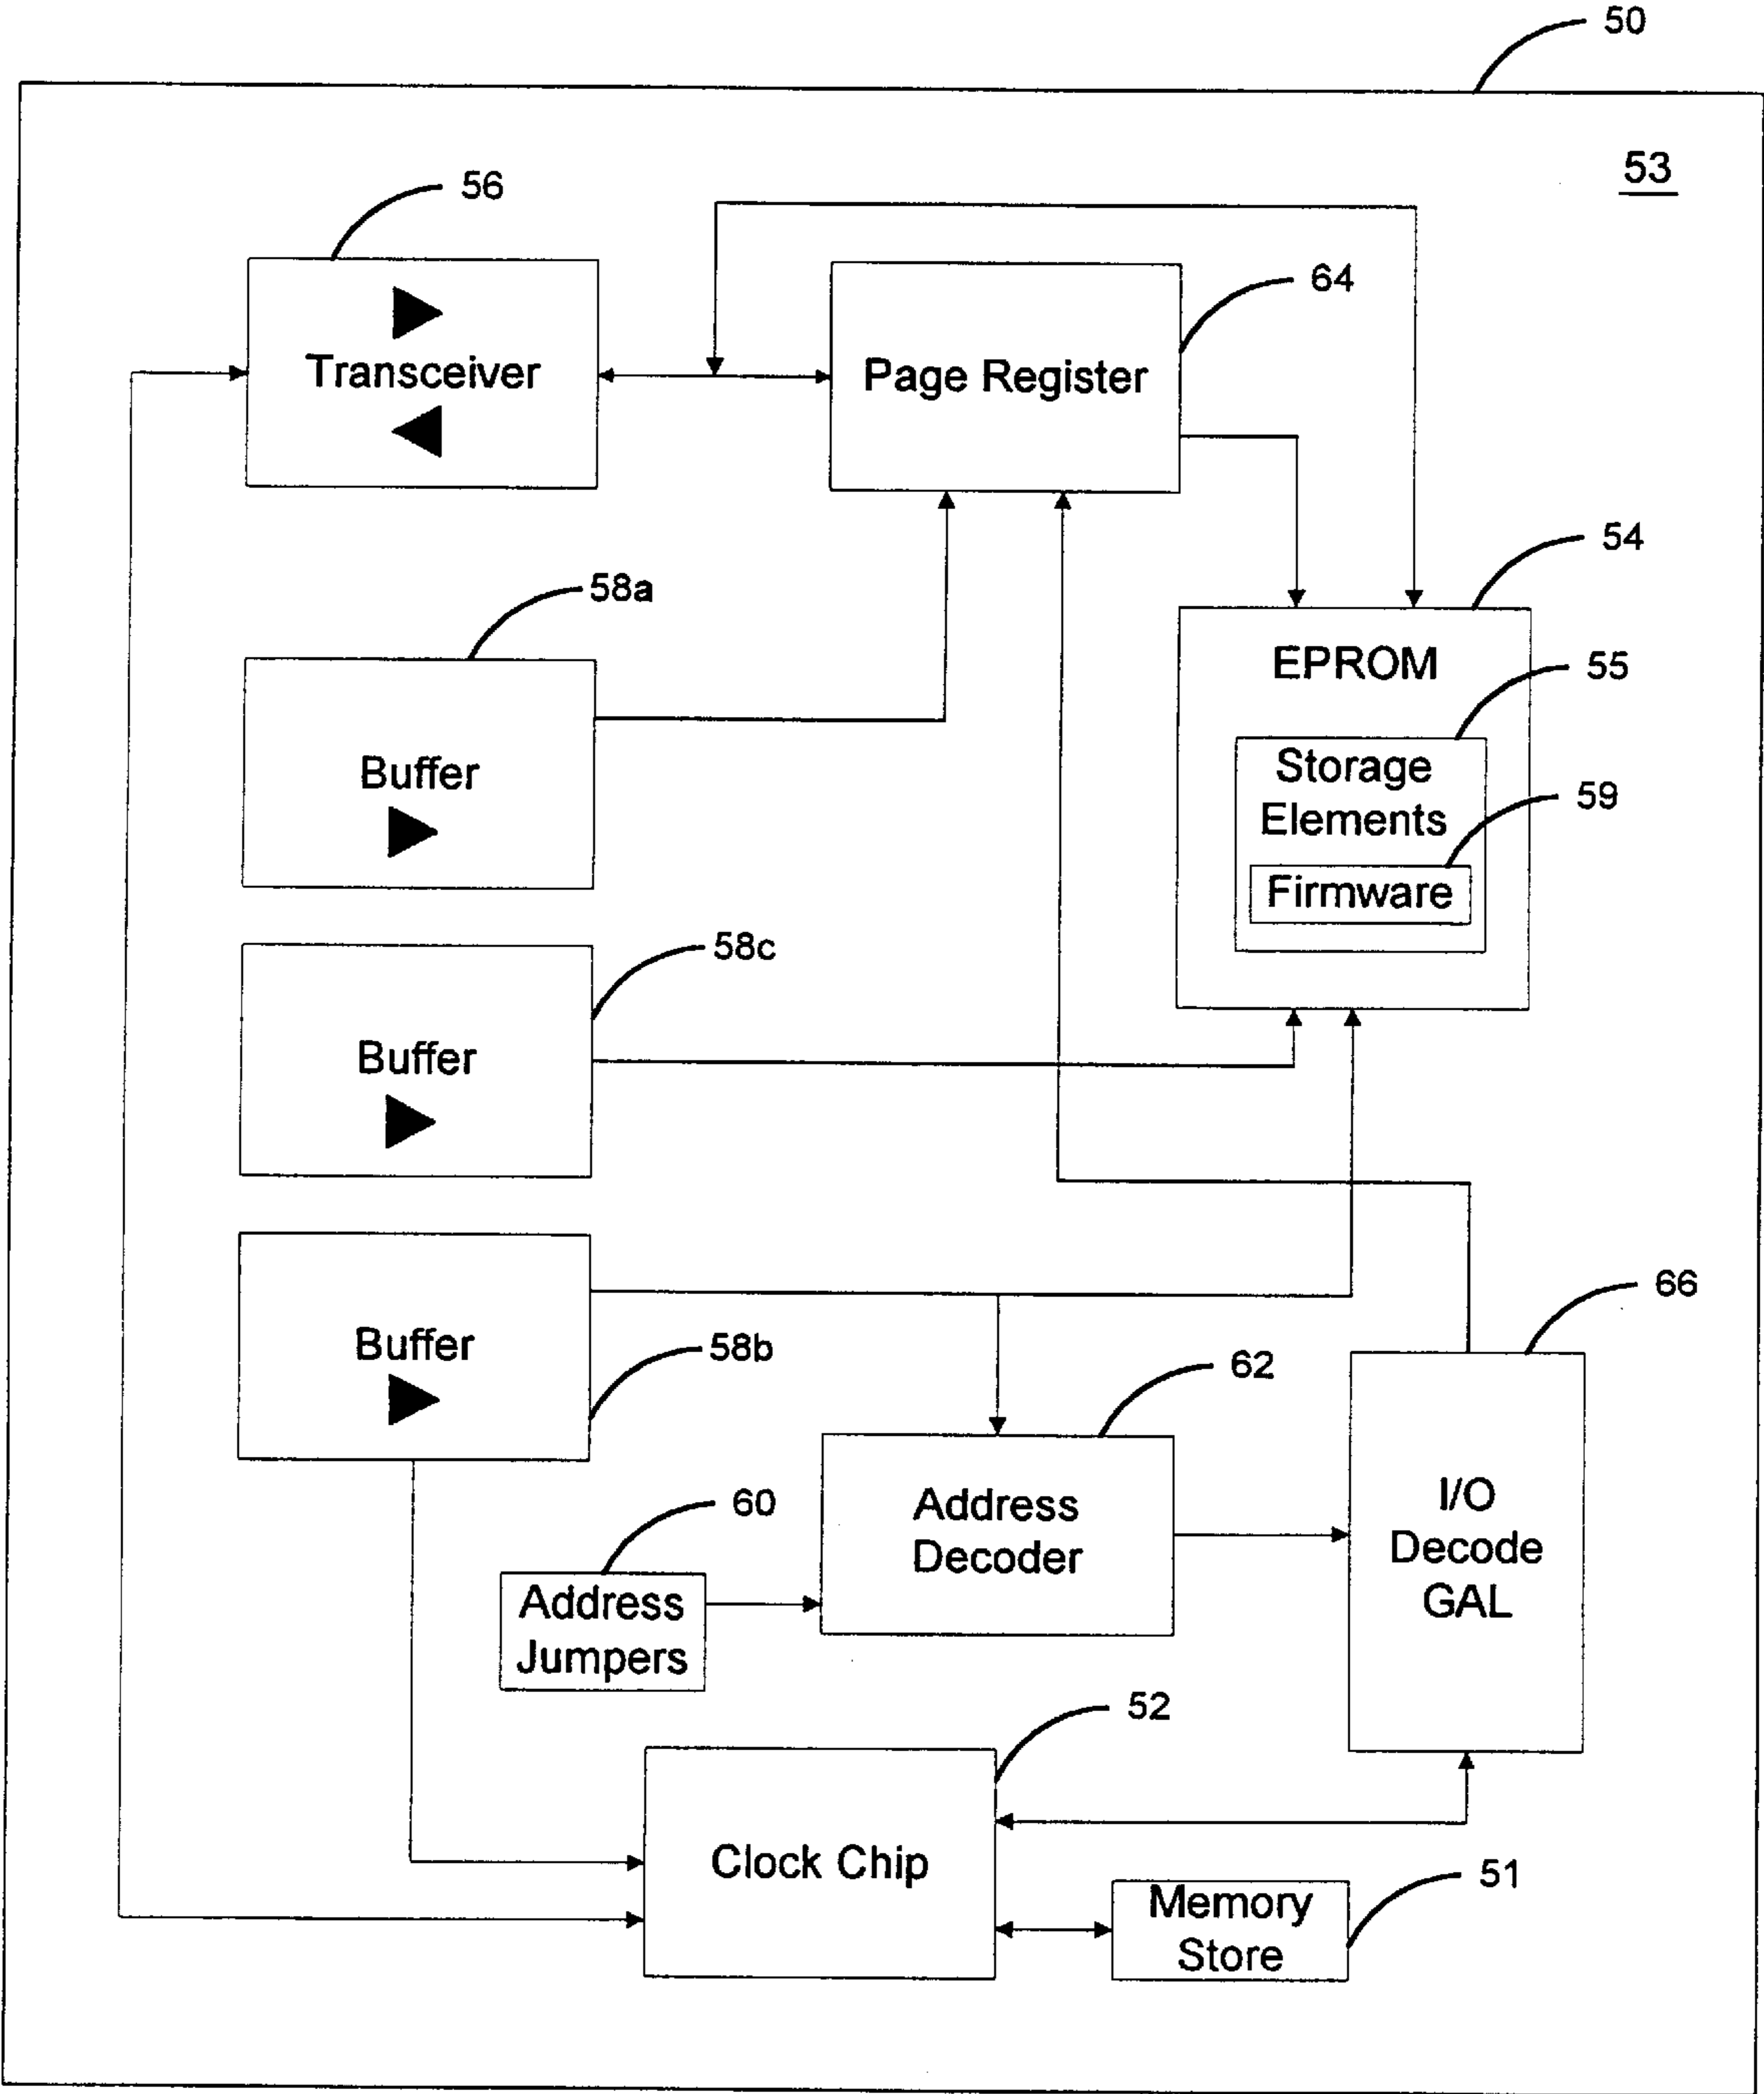 50
53
56
Transceiver
64
Page Register
54
58a
EPROM
55
Buffer
Storage
Elements
59
Firmware
58c
Buffer
66
Buffer
58b
62
60
Address
Decoder
I/O
Decode
GAL
Address
Jumpers
52
Clock Chip
51
Memory
Store